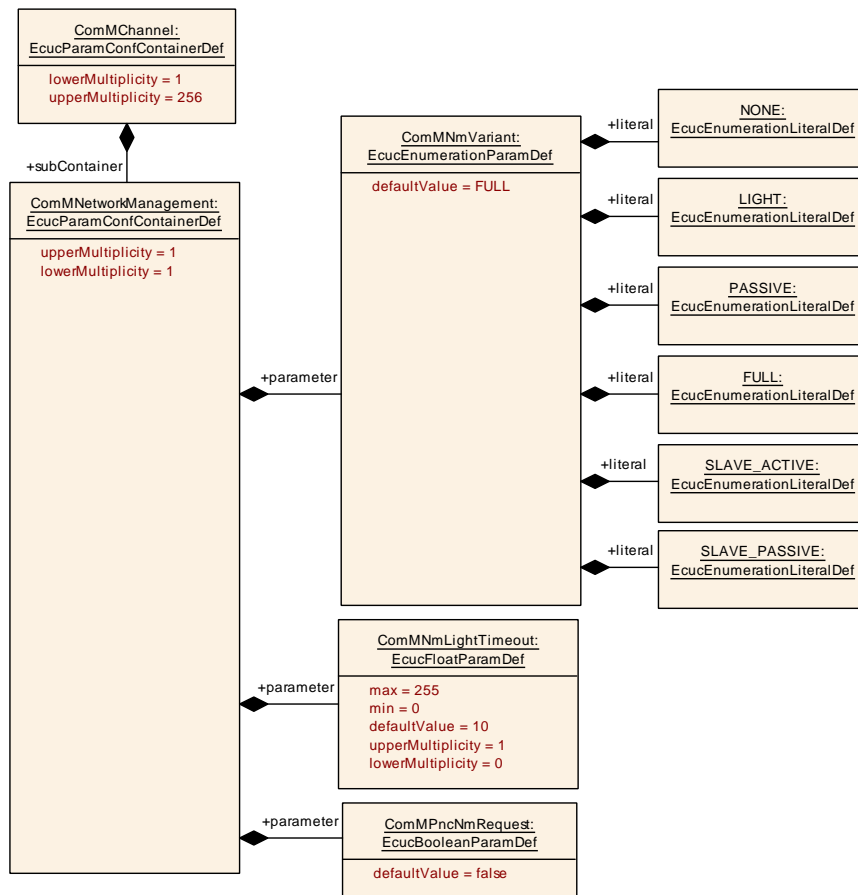 ComMChannel:
EcucParamConfContainerDef
lowerMultiplicity = 1
upperMultiplicity = 256
+subContainer
ComMNetworkManagement:
EcucParamConfContainerDef
upperMultiplicity = 1
lowerMultiplicity = 1
+parameter
ComMNmVariant:
EcucEnumerationParamDef
defaultValue = FULL
+literal
NONE:
EcucEnumerationLiteralDef
+literal
LIGHT:
EcucEnumerationLiteralDef
+literal
PASSIVE:
EcucEnumerationLiteralDef
+literal
FULL:
EcucEnumerationLiteralDef
+literal
SLAVE_ACTIVE:
EcucEnumerationLiteralDef
+literal
SLAVE_PASSIVE:
EcucEnumerationLiteralDef
+parameter
ComMNmLightTimeout:
EcucFloatParamDef
max = 255
min = 0
defaultValue = 10
upperMultiplicity = 1
lowerMultiplicity = 0
+parameter
ComMPncNmRequest:
EcucBooleanParamDef
defaultValue = false